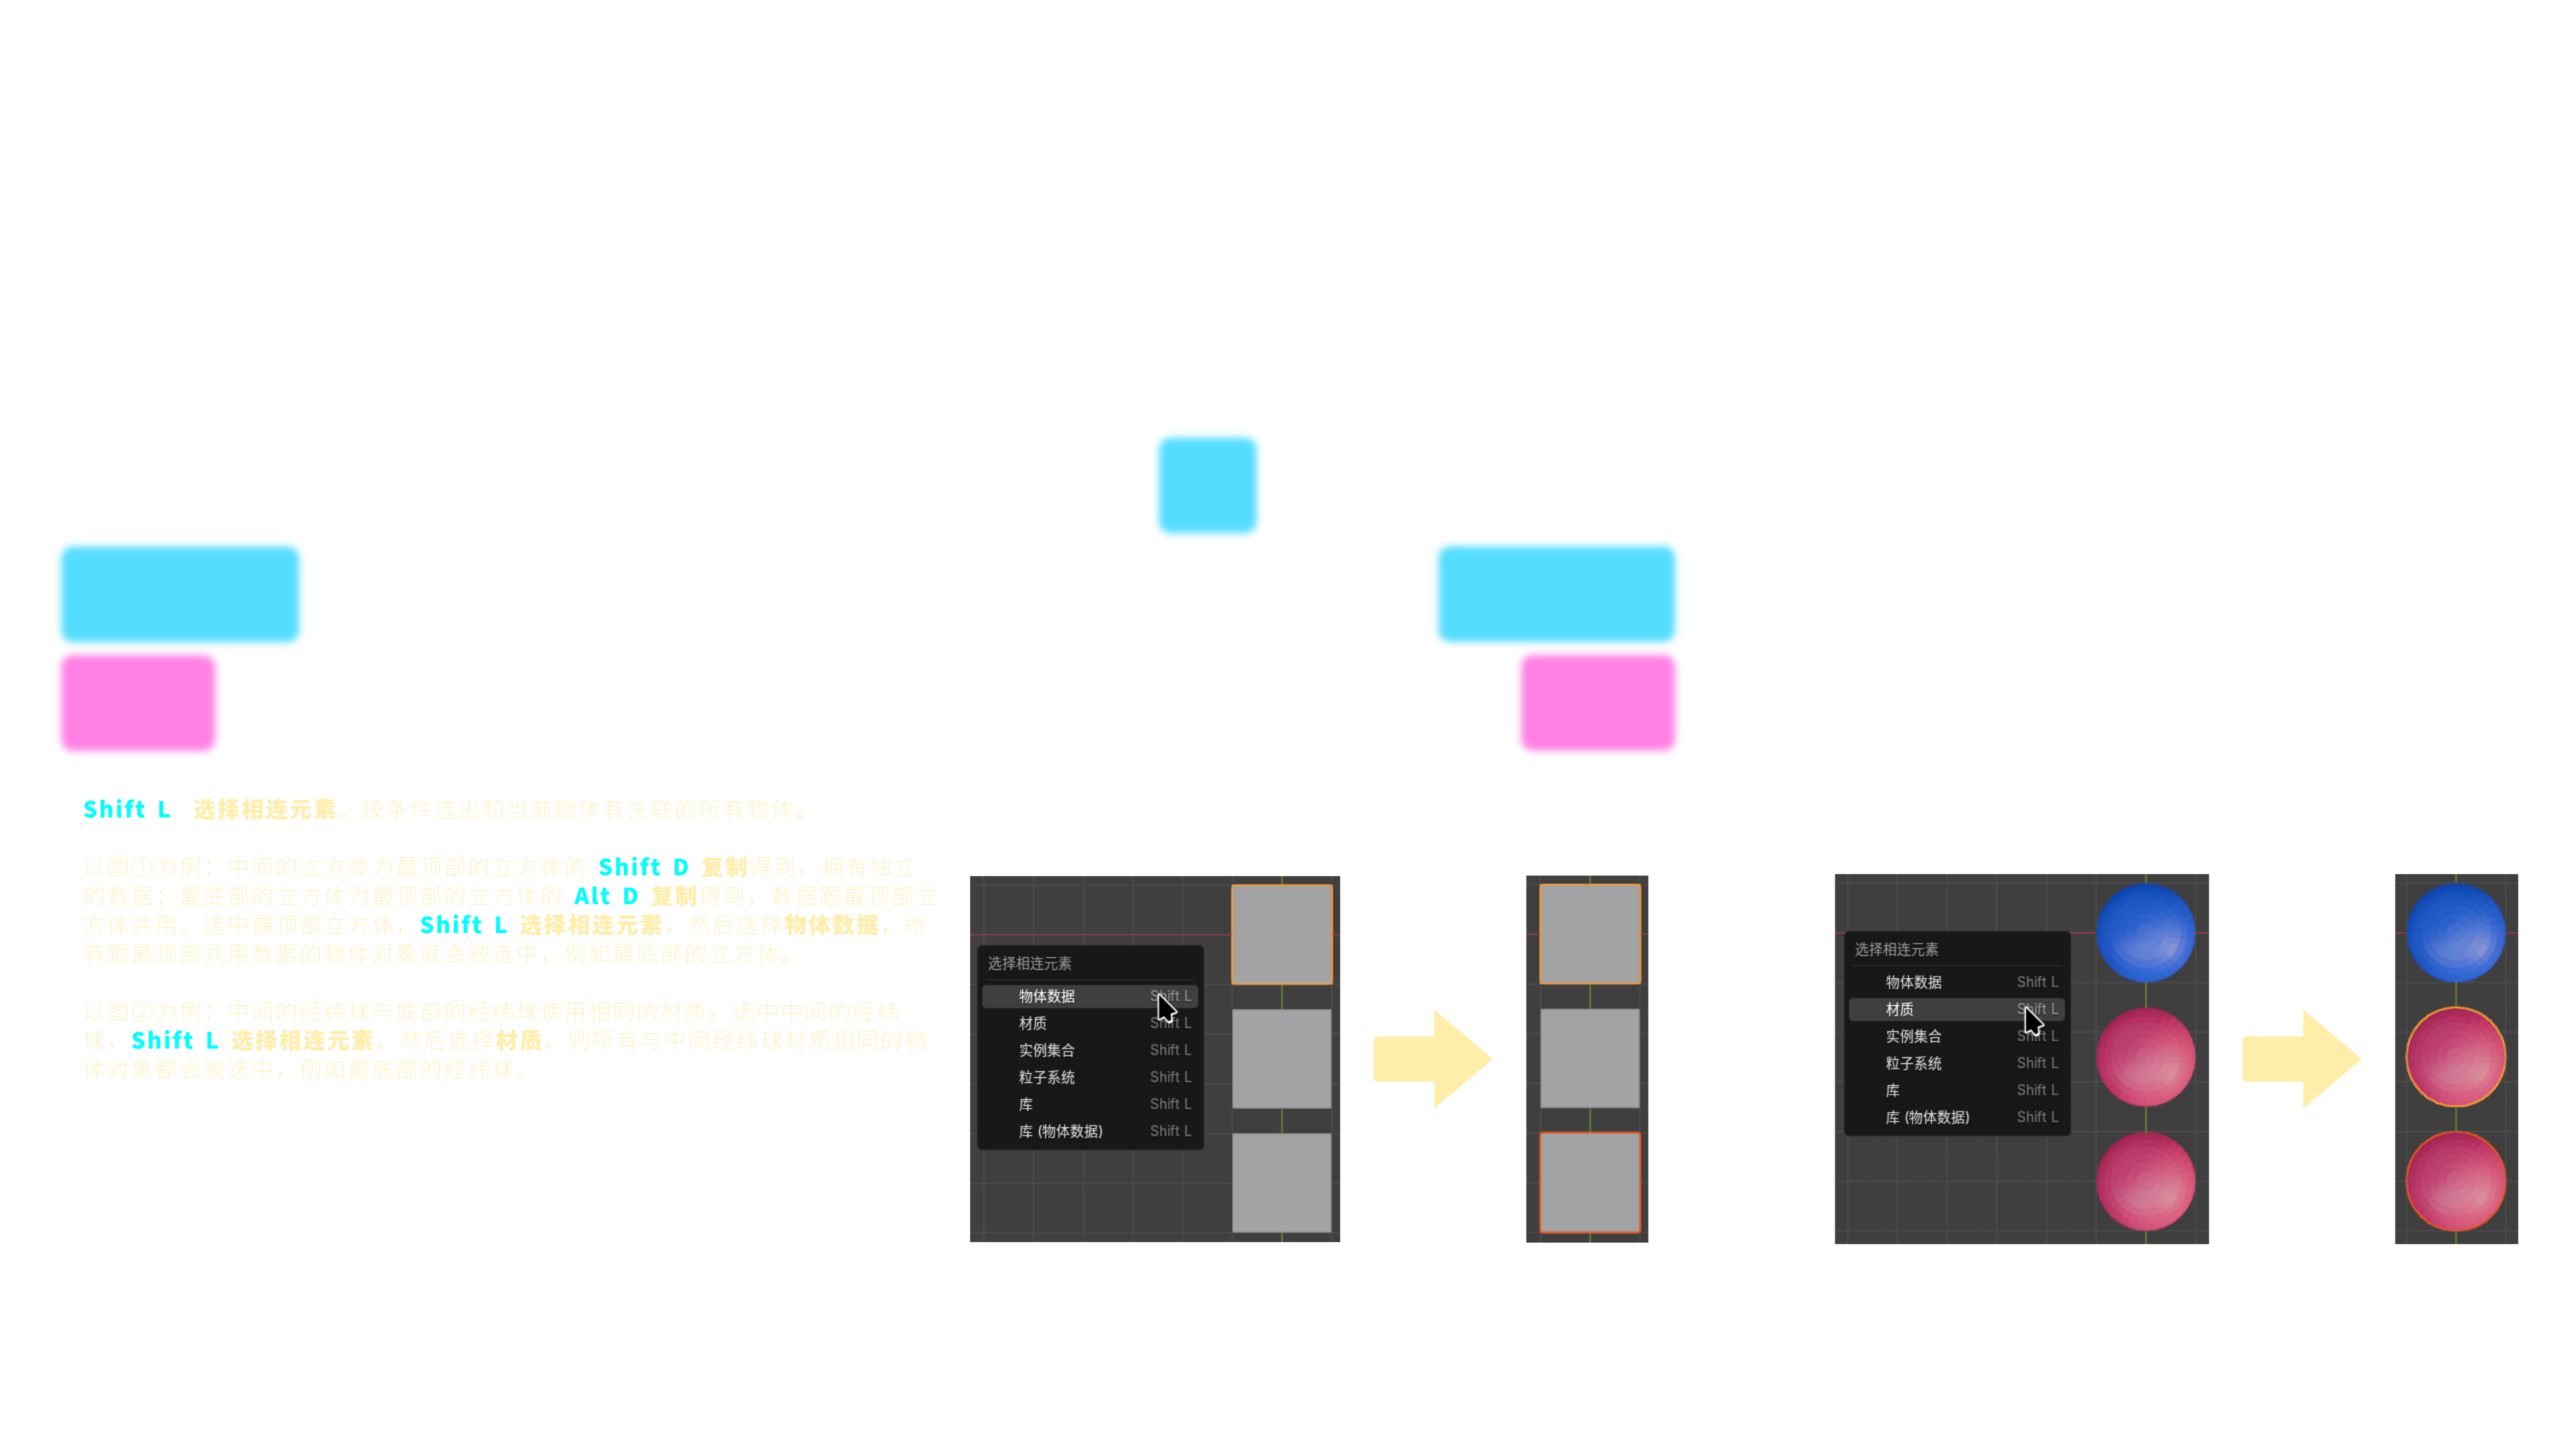 Shift L 选择相连元素。按条件选出和当前物体有关联的所有物体。
以图①为例：中间的立方体为最顶部的立方体的 Shift D 复制得到，拥有独立
的数据；最底部的立方体为最顶部的立方体的 Alt D 复制得到，数据跟最顶部立
方体共用。选中最顶部立方体，Shift L 选择相连元素，然后选择物体数据，所
有跟最顶部共用数据的物体对象就会被选中，例如最底部的立方体。
以图②为例：中间的经纬球与底部的经纬球使用相同的材质。选中中间的经纬
球，Shift L 选择相连元素，然后选择材质，则所有与中间经纬球材质相同的物
体对象都会被选中，例如最底部的经纬球。
选择相连元素
物体数据 Shift L
材质 Shift L
实例集合 Shift L
粒子系统 Shift L
库 Shift L
库 (物体数据) Shift L
选择相连元素
物体数据 Shift L
材质 Shift L
实例集合 Shift L
粒子系统 Shift L
库 Shift L
库 (物体数据) Shift L